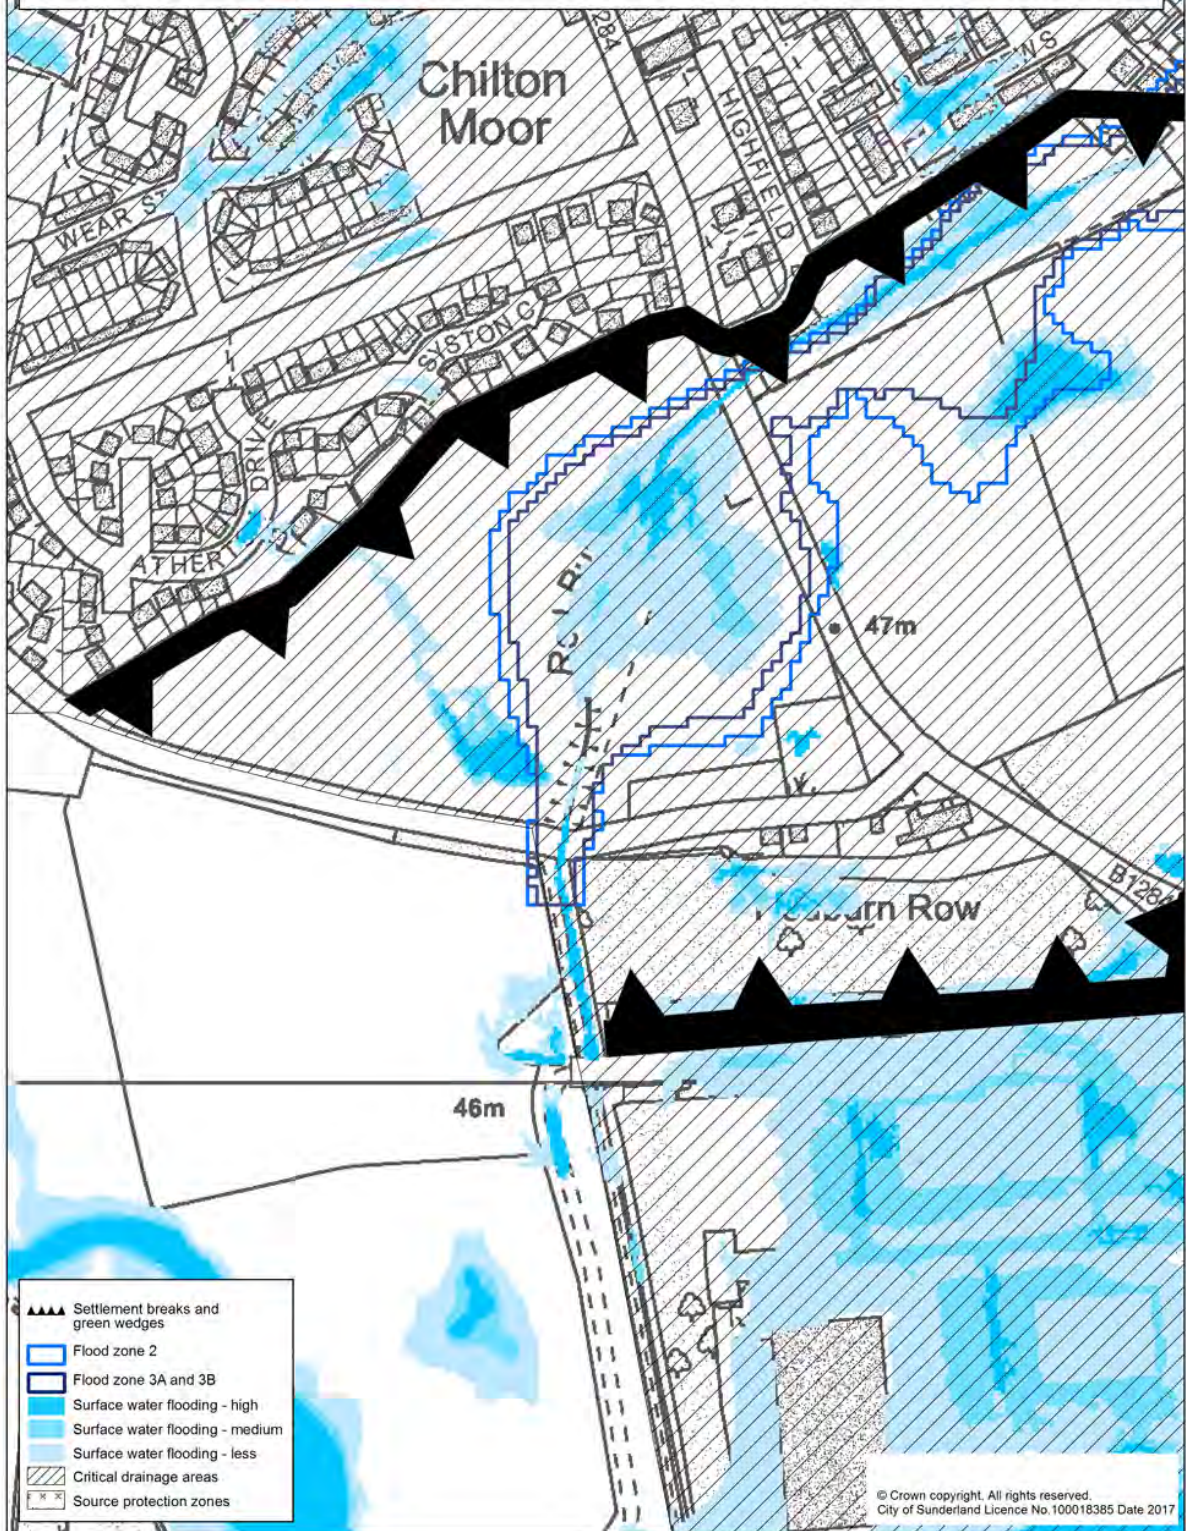 284
WS
Chilton
Moor
HIGHFIELD
WEAR S
SYSTON C
DRIVE
ATHER
47m
B1284
Row
46m
Settlement breaks and
green wedges
Flood zone 2
Flood zone 3A and 3B
Surface water flooding - high
Surface water flooding - medium
Surface water flooding - less
Critical drainage areas
Source protection zones
© Crown copyright. All rights reserved.
City of Sunderland Licence No.100018385 Date 2017